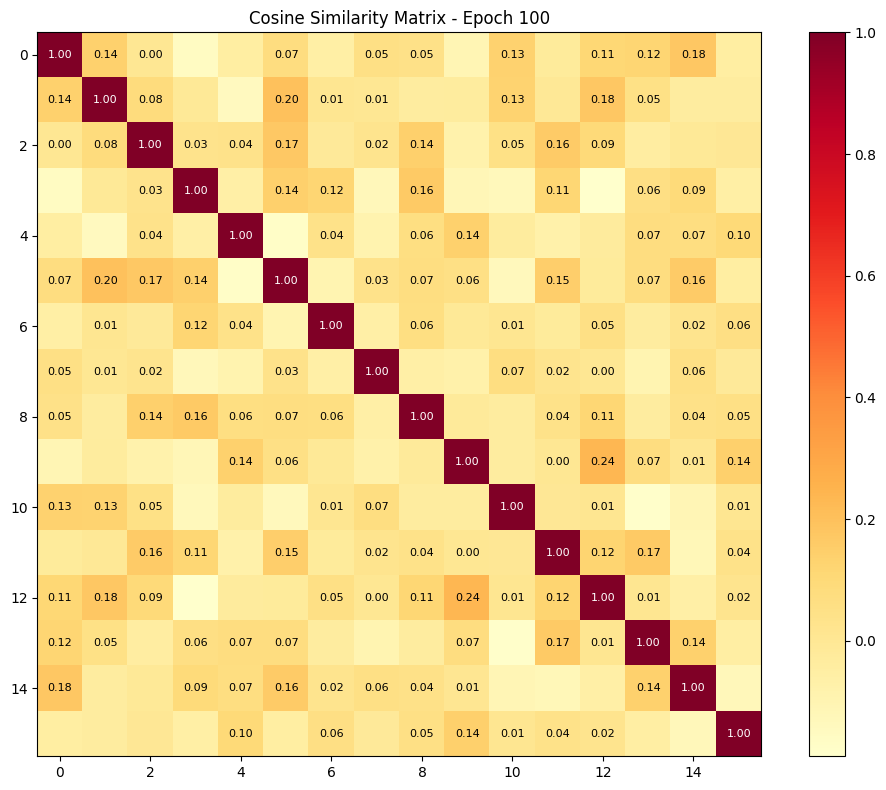 Cosine Similarity Matrix - Epoch 100
0 1.00 0.14 0.00 0.07 0.05 0.05 0.13 0.11 0.12 0.18
0.14 1.00 0.08 0.20 0.01 0.01 0.13 0.18 0.05
2 0.00 0.08 1.00 0.03 0.04 0.17 0.02 0.14 0.05 0.16 0.09
0.03 1.00 0.14 0.12 0.16 0.11 0.06 0.09
4 0.04 1.00 0.04 0.06 0.14 0.07 0.07 0.10
0.07 0.20 0.17 0.14 1.00 0.03 0.07 0.06 0.15 0.07 0.16
6 0.01 0.12 0.04 1.00 0.06 0.01 0.05 0.02 0.06
0.05 0.01 0.02 0.03 1.00 0.07 0.02 0.00 0.06
8 0.05 0.14 0.16 0.06 0.07 0.06 1.00 0.04 0.11 0.04 0.05
0.14 0.06 1.00 0.00 0.24 0.07 0.01 0.14
10 0.13 0.13 0.05 0.01 0.07 1.00 0.01 0.01
0.16 0.11 0.15 0.02 0.04 0.00 1.00 0.12 0.17 0.04
12 0.11 0.18 0.09 0.05 0.00 0.11 0.24 0.01 0.12 1.00 0.01 0.02
0.12 0.05 0.06 0.07 0.07 0.07 0.17 0.01 1.00 0.14
14 0.18 0.09 0.07 0.16 0.02 0.06 0.04 0.01 0.14 1.00
0.10 0.06 0.05 0.14 0.01 0.04 0.02 1.00
0 2 4 6 8 10 12 14
1.0
0.8
0.6
0.4
0.2
0.0